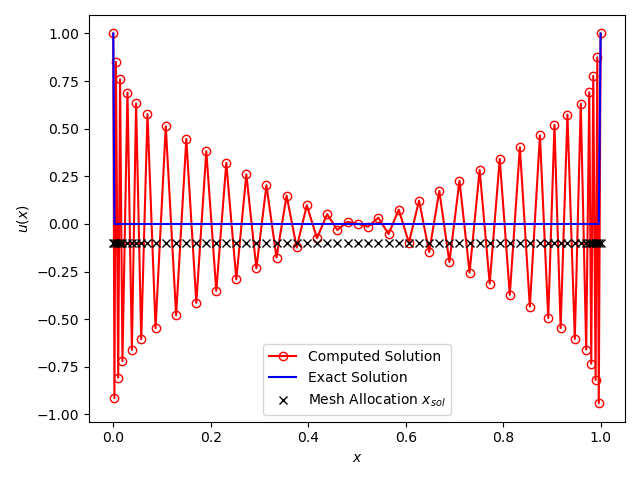 1.00
0.75
0.50
0.25
0.00
−0.25
−0.50
−0.75
−1.00
u(x)
Computed Solution
Exact Solution
Mesh Allocation x_sol
0.0 0.2 0.4 0.6 0.8 1.0
x